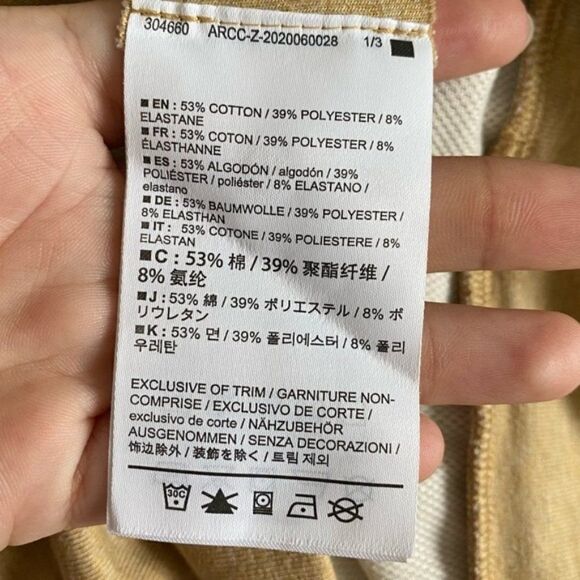 304660 ARCC-Z-2020060028 1/3
■ EN : 53% COTTON / 39% POLYESTER / 8%
ELASTANE
■ FR : 53% COTON / 39% POLYESTER / 8%
ÉLASTHANNE
■ ES : 53% ALGODÓN / algodón / 39%
POLIÉSTER / poliéster / 8% ELASTANO /
elastano
■ DE : 53% BAUMWOLLE / 39% POLYESTER /
8% ELASTHAN
■ IT : 53% COTONE / 39% POLIESTERE / 8%
ELASTAN
■ C : 53% 棉 / 39% 聚酯纤维 /
8% 氨纶
■ J : 53% 綿 / 39% ポリエステル / 8% ポ
リウレタン
■ K : 53% 면 / 39% 폴리에스터 / 8% 폴리
우레탄
EXCLUSIVE OF TRIM / GARNITURE NON-
COMPRISE / EXCLUSIVO DE CORTE /
exclusivo de corte / NÄHZUBEHÖR
AUSGENOMMEN / SENZA DECORAZIONI /
饰边除外 / 装飾を除く / 트림 제외
30C